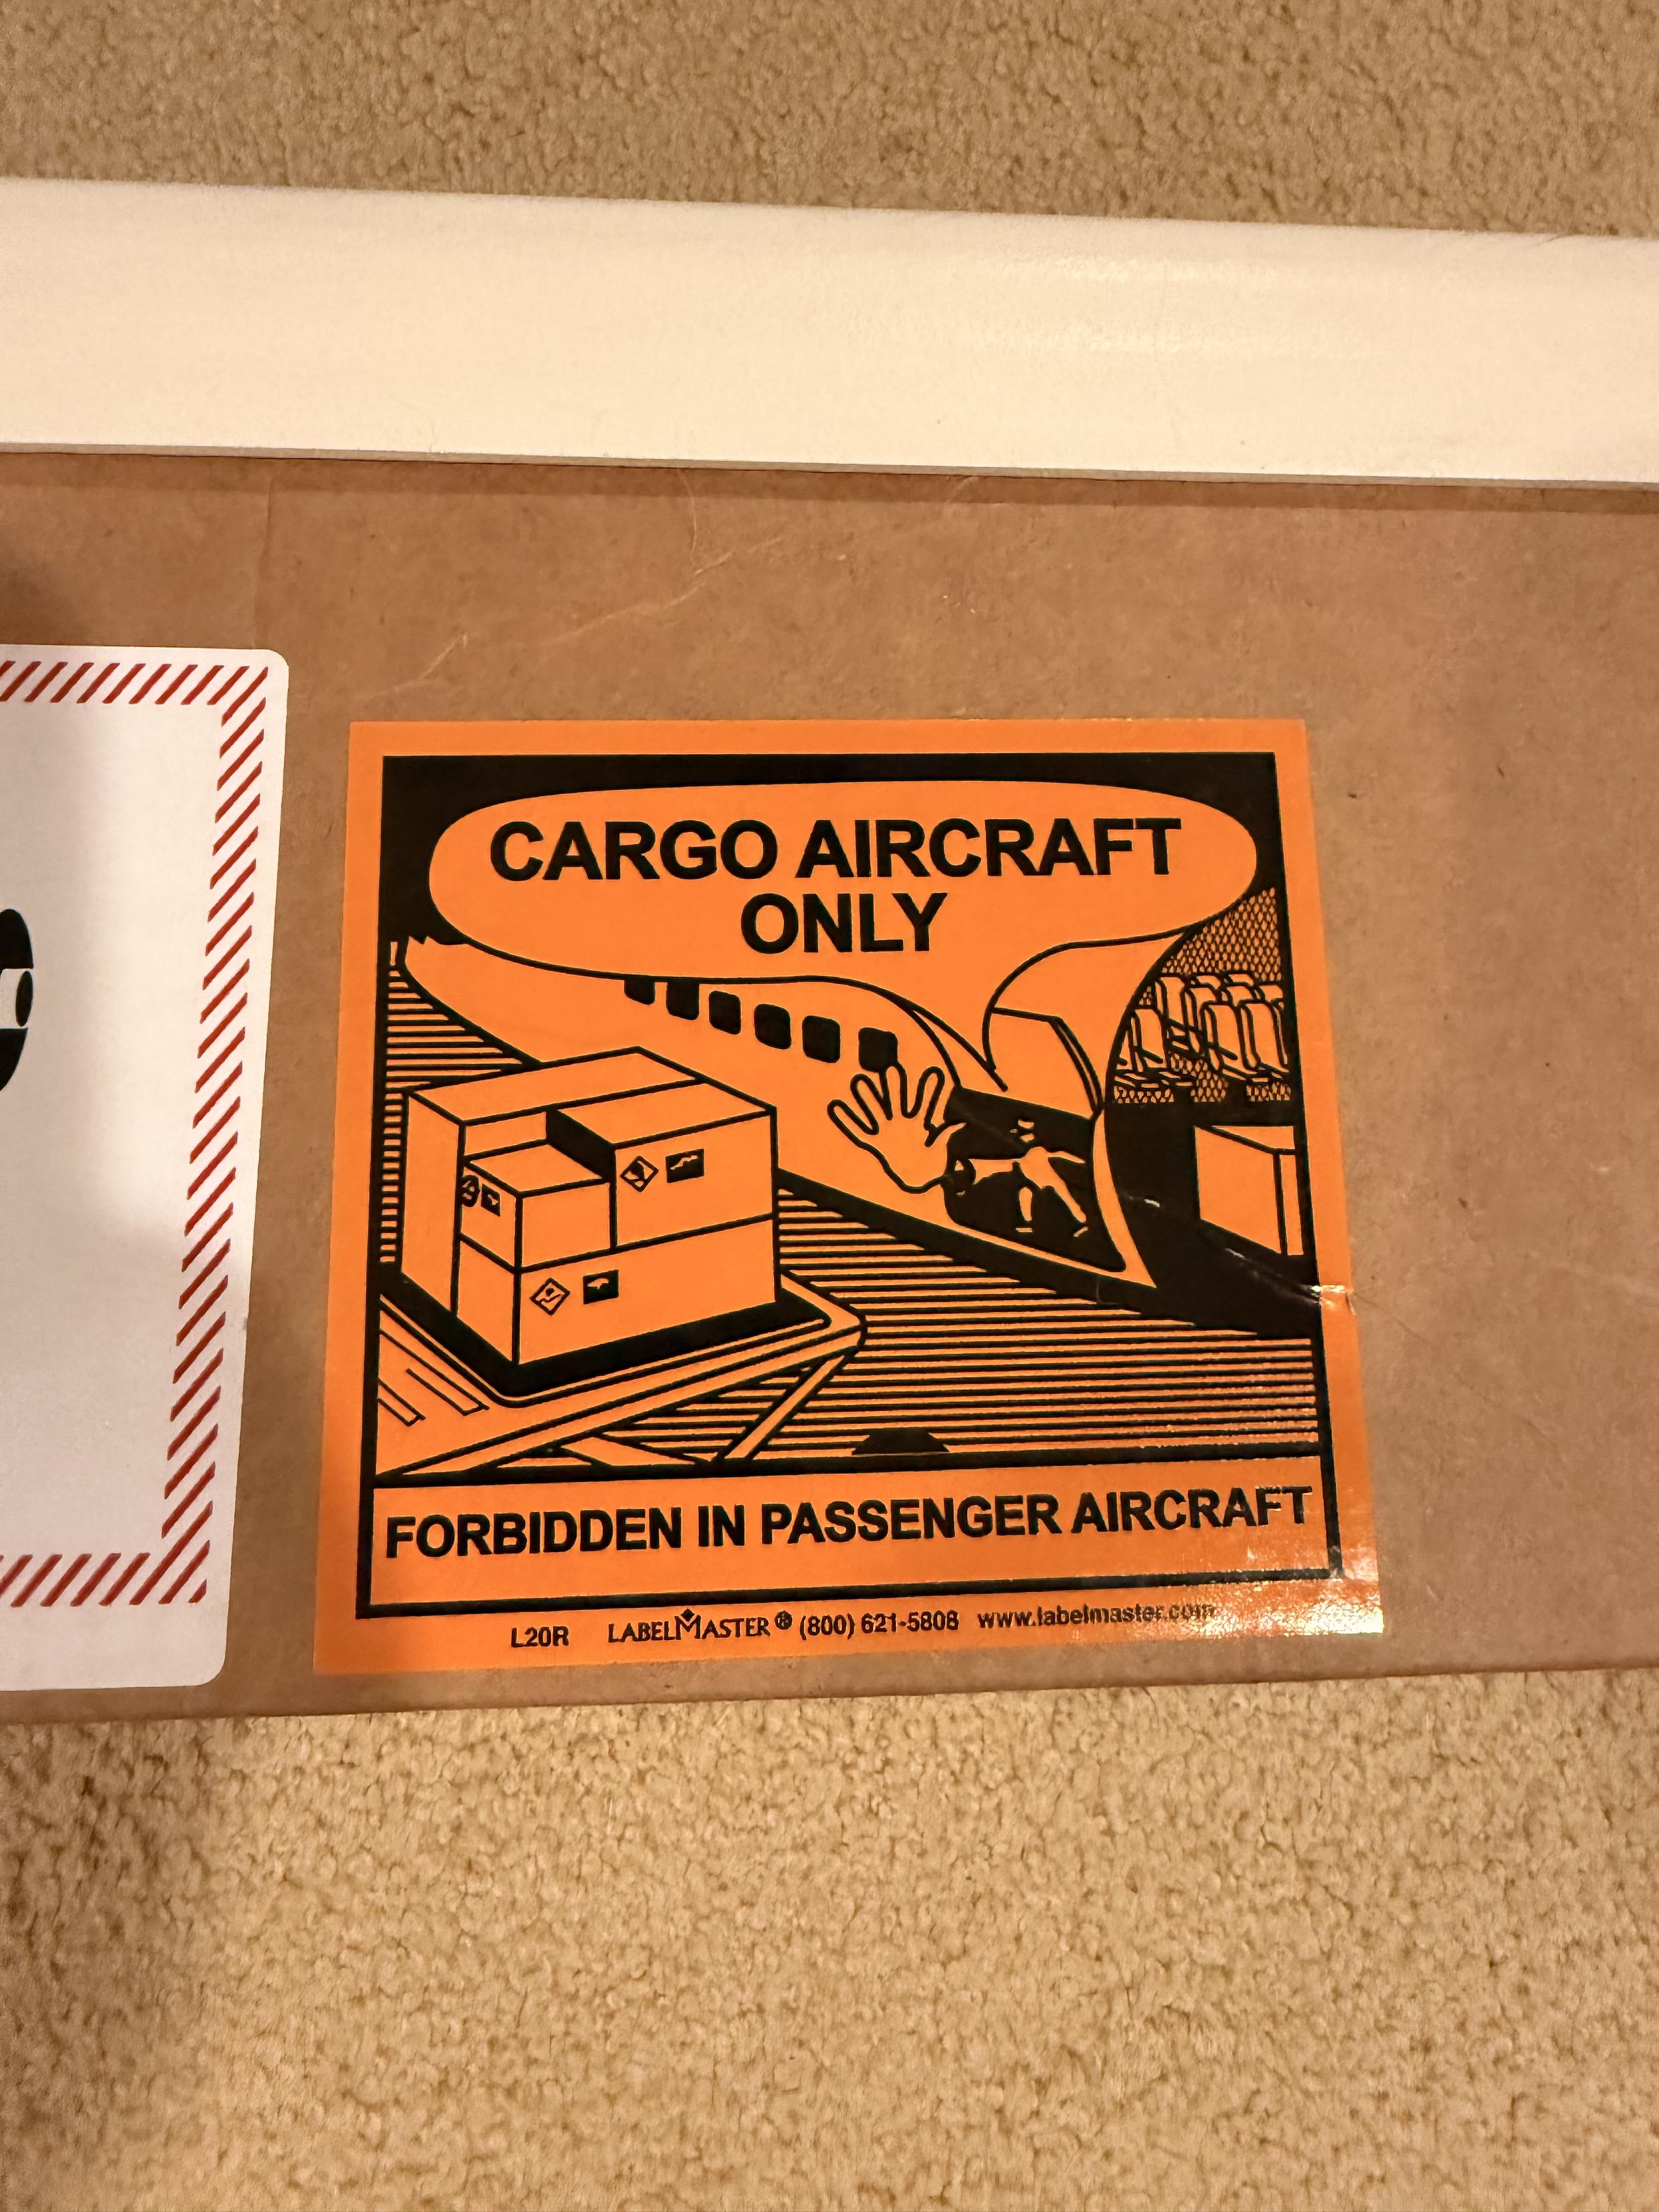 CARGO AIRCRAFT
ONLY
FORBIDDEN IN PASSENGER AIRCRAFT
L20R LABELMASTER® (800) 621-5808 www.labelmaster.com